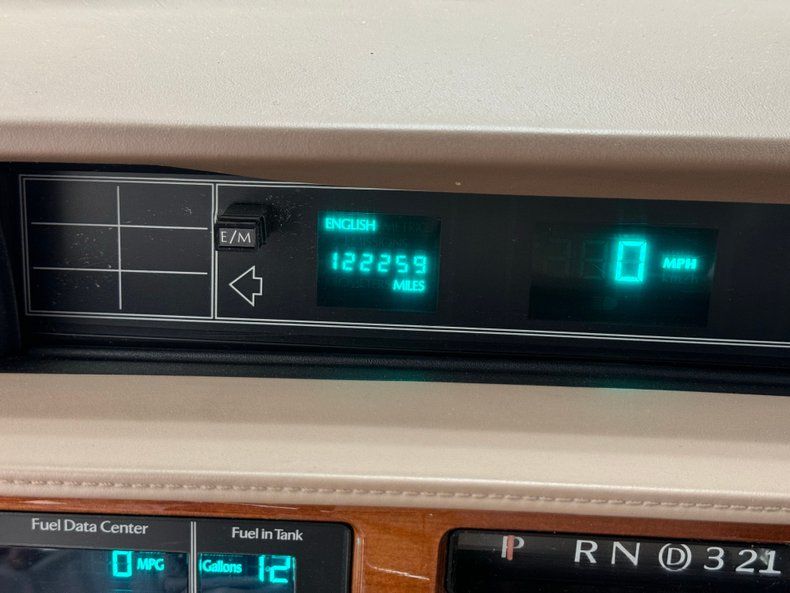 E/M
ENGLISH
122259
MILES
0 MPH
Fuel Data Center
0 MPG
Fuel in Tank
Gallons 12
P R N D 3 2 1